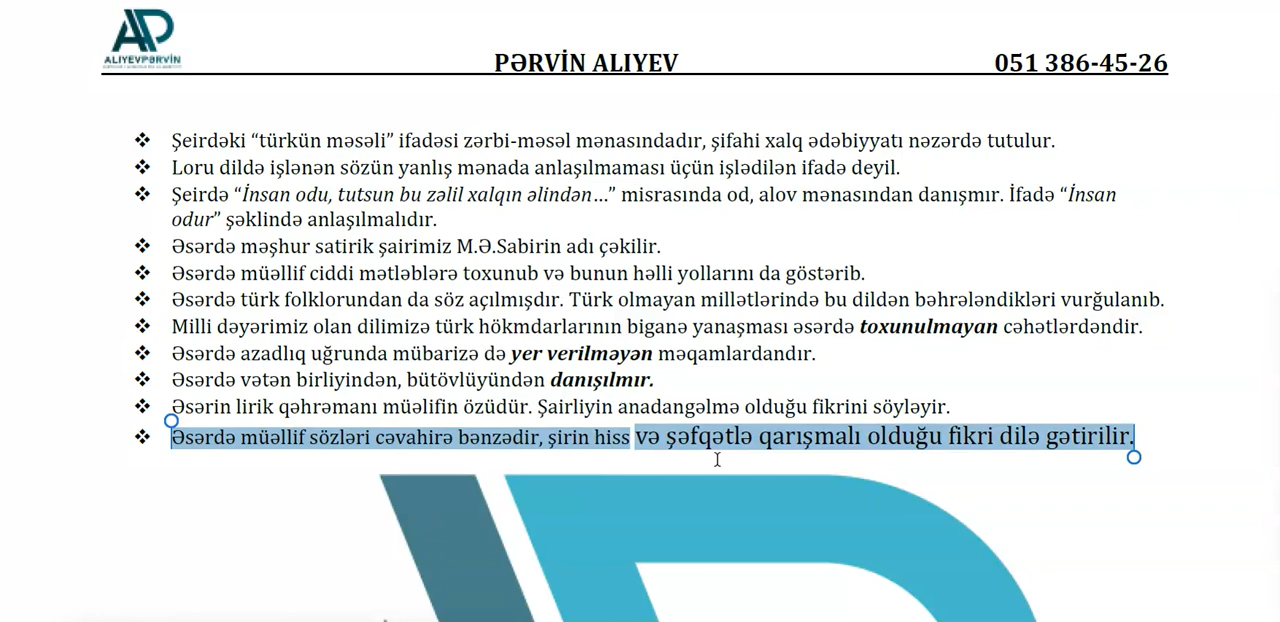 AP
ALIYEVPƏRVİN
PƏRVİN ALIYEV
051 386-45-26
❖ Şeirdəki “türkün məsəli” ifadəsi zərbi-məsəl mənasındadır, şifahi xalq ədəbiyyatı nəzərdə tutulur.
❖ Loru dildə işlənən sözün yanlış mənada anlaşılmaması üçün işlədilən ifadə deyil.
❖ Şeirdə “İnsan odu, tutsun bu zəlil xalqın əlindən…” misrasında od, alov mənasından danışmır. İfadə “İnsan
odur” şəklində anlaşılmalıdır.
❖ Əsərdə məşhur satirik şairimiz M.Ə.Sabirin adı çəkilir.
❖ Əsərdə müəllif ciddi mətləblərə toxunub və bunun həlli yollarını da göstərib.
❖ Əsərdə türk folklorundan da söz açılmışdır. Türk olmayan millətlərində bu dildən bəhrələndikləri vurğulanıb.
❖ Milli dəyərimiz olan dilimizə türk hökmdarlarının biganə yanaşması əsərdə toxunulmayan cəhətlərdəndir.
❖ Əsərdə azadlıq uğrunda mübarizə də yer verilməyən məqamlardandır.
❖ Əsərdə vətən birliyindən, bütövlüyündən danışılmır.
❖ Əsərin lirik qəhrəmanı müəlifin özüdür. Şairliyin anadangəlmə olduğu fikrini söyləyir.
❖ Əsərdə müəllif sözləri cəvahirə bənzədir, şirin hiss və şəfqətlə qarışmalı olduğu fikri dilə gətirilir.